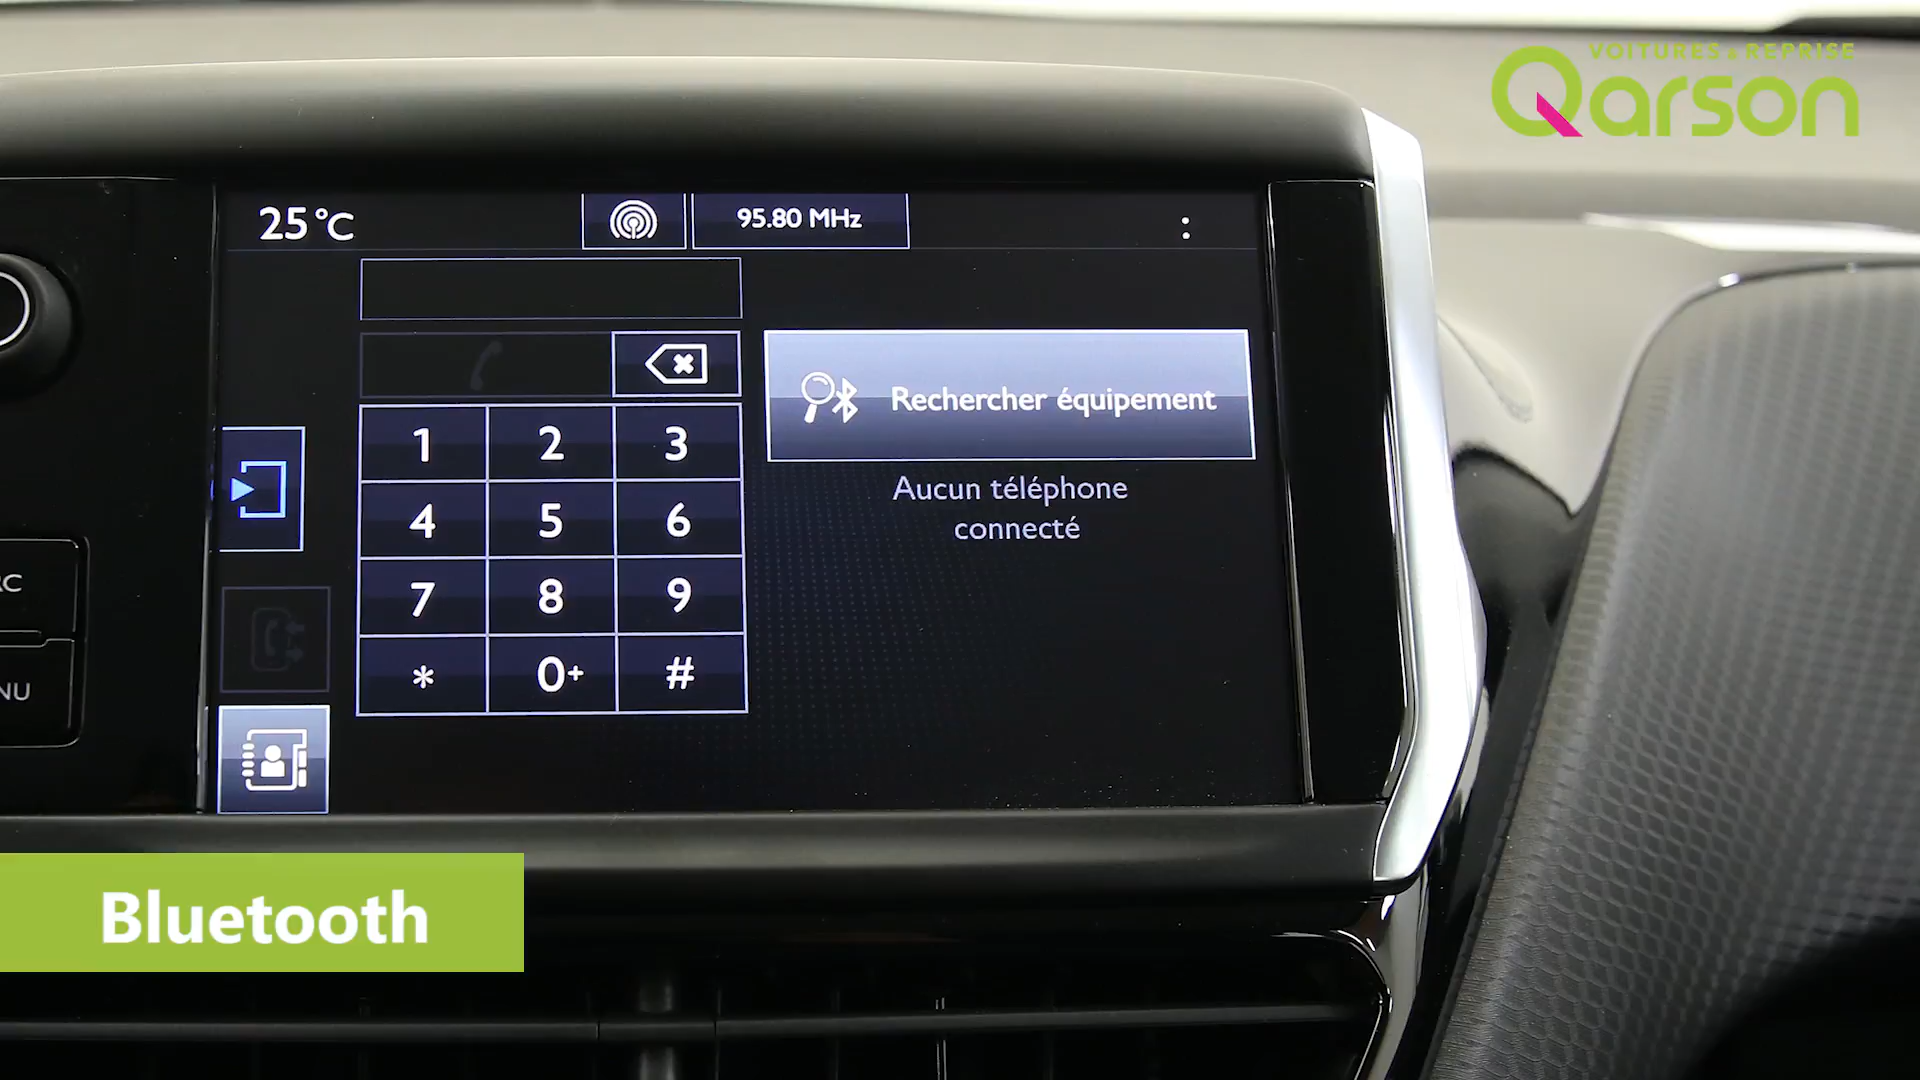 VOITURES & REPRISE
Qarson
25°C
95.80 MHz
Rechercher équipement
Aucun téléphone
connecté
1 2 3
4 5 6
7 8 9
* 0+ #
Bluetooth